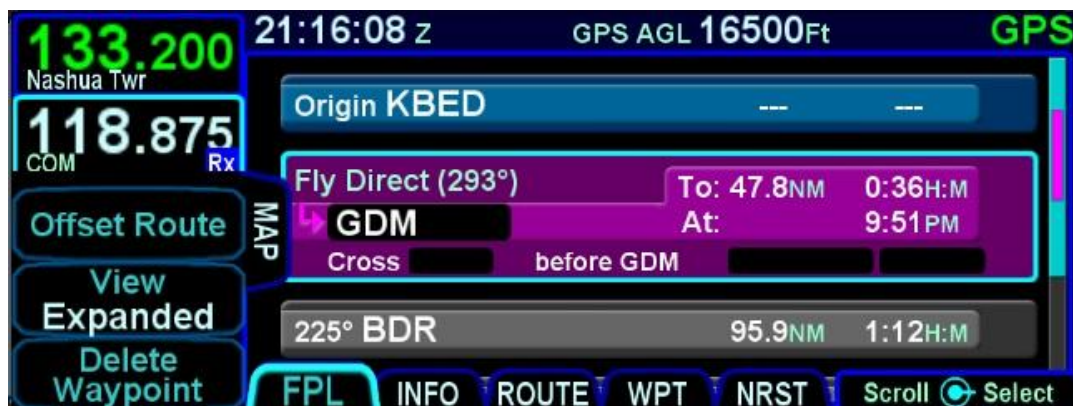 133.200
Nashua Twr
118.875
COM Rx
21:16:08 Z GPS AGL 16500Ft GPS
Origin KBED --- ---
Fly Direct (293°) To: 47.8NM 0:36H:M
GDM At: 9:51PM
Cross before GDM
225° BDR 95.9NM 1:12H:M
MAP
Offset Route
View
Expanded
Delete
Waypoint
FPL INFO ROUTE WPT NRST Scroll Select